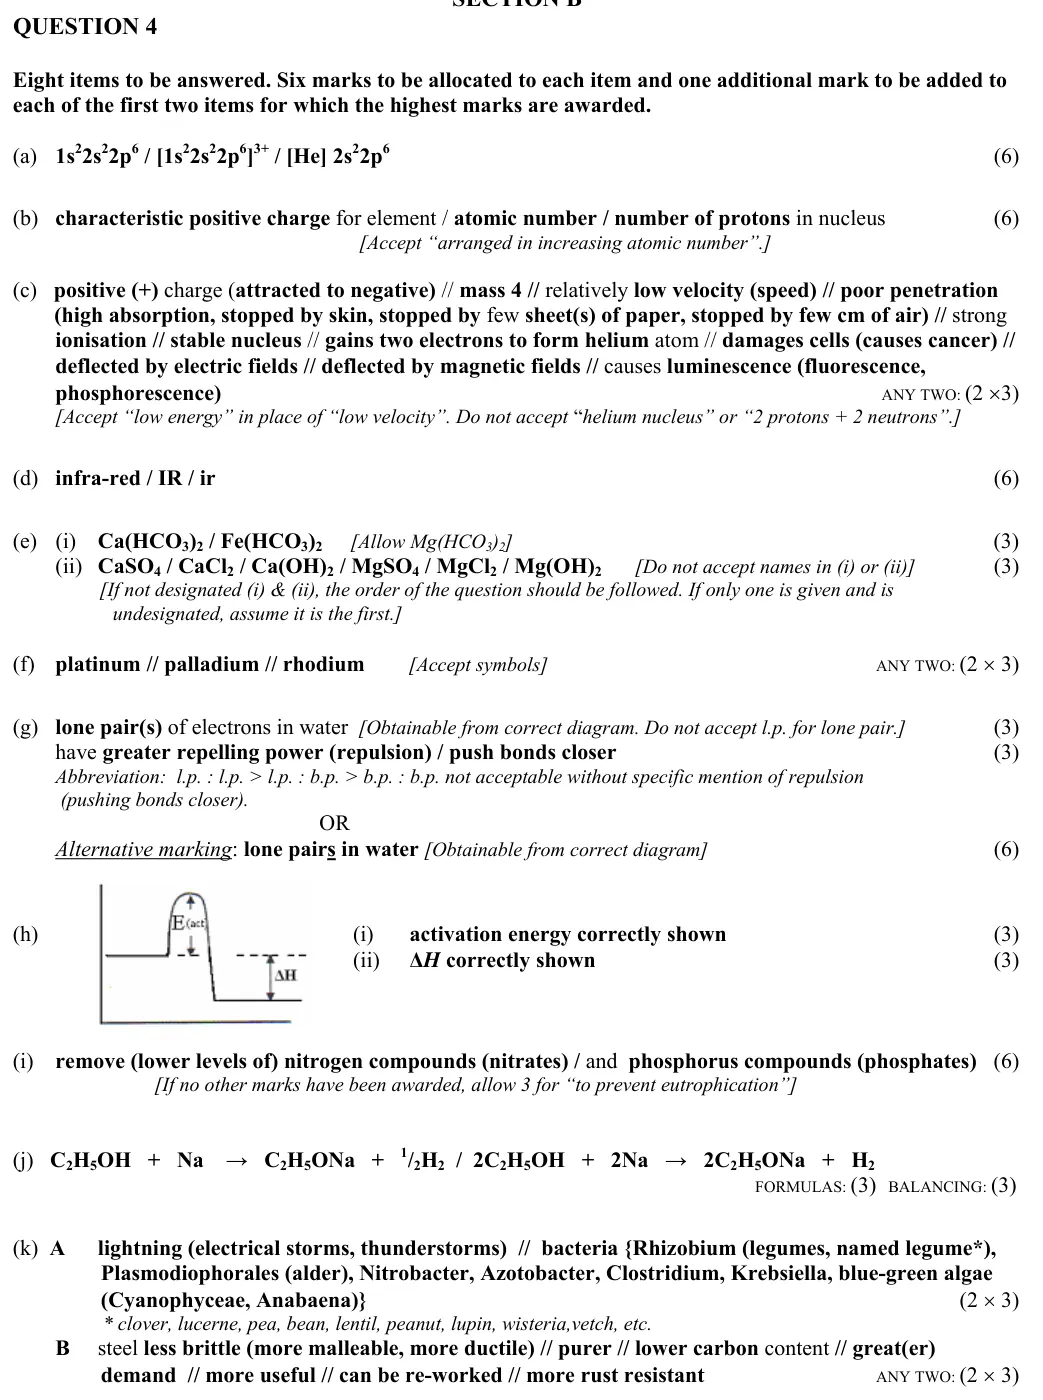 SECTION B
QUESTION 4
Eight items to be answered. Six marks to be allocated to each item and one additional mark to be added to
each of the first two items for which the highest marks are awarded.
(a) 1s²2s²2p⁶ / [1s²2s²2p⁶]³⁺ / [He] 2s²2p⁶ (6)
(b) characteristic positive charge for element / atomic number / number of protons in nucleus (6)
[Accept “arranged in increasing atomic number”.]
(c) positive (+) charge (attracted to negative) // mass 4 // relatively low velocity (speed) // poor penetration
(high absorption, stopped by skin, stopped by few sheet(s) of paper, stopped by few cm of air) // strong
ionisation // stable nucleus // gains two electrons to form helium atom // damages cells (causes cancer) //
deflected by electric fields // deflected by magnetic fields // causes luminescence (fluorescence,
phosphorescence) ANY TWO: (2 ×3)
[Accept “low energy” in place of “low velocity”. Do not accept “helium nucleus” or “2 protons + 2 neutrons”.]
(d) infra-red / IR / ir (6)
(e) (i) Ca(HCO₃)₂ / Fe(HCO₃)₂ [Allow Mg(HCO₃)₂] (3)
(ii) CaSO₄ / CaCl₂ / Ca(OH)₂ / MgSO₄ / MgCl₂ / Mg(OH)₂ [Do not accept names in (i) or (ii)] (3)
[If not designated (i) & (ii), the order of the question should be followed. If only one is given and is
undesignated, assume it is the first.]
(f) platinum // palladium // rhodium [Accept symbols] ANY TWO: (2 × 3)
(g) lone pair(s) of electrons in water [Obtainable from correct diagram. Do not accept l.p. for lone pair.] (3)
have greater repelling power (repulsion) / push bonds closer (3)
Abbreviation: l.p. : l.p. > l.p. : b.p. > b.p. : b.p. not acceptable without specific mention of repulsion
(pushing bonds closer).
OR
Alternative marking: lone pairs in water [Obtainable from correct diagram] (6)
E(act)
(h) (i) activation energy correctly shown (3)
(ii) ΔH correctly shown (3)
ΔH
(i) remove (lower levels of) nitrogen compounds (nitrates) / and phosphorus compounds (phosphates) (6)
[If no other marks have been awarded, allow 3 for “to prevent eutrophication”]
(j) C₂H₅OH + Na → C₂H₅ONa + ¹/₂H₂ / 2C₂H₅OH + 2Na → 2C₂H₅ONa + H₂
FORMULAS: (3) BALANCING: (3)
(k) A lightning (electrical storms, thunderstorms) // bacteria {Rhizobium (legumes, named legume*),
Plasmodiophorales (alder), Nitrobacter, Azotobacter, Clostridium, Krebsiella, blue-green algae
(Cyanophyceae, Anabaena)} (2 × 3)
* clover, lucerne, pea, bean, lentil, peanut, lupin, wisteria,vetch, etc.
B steel less brittle (more malleable, more ductile) // purer // lower carbon content // great(er)
demand // more useful // can be re-worked // more rust resistant ANY TWO: (2 × 3)